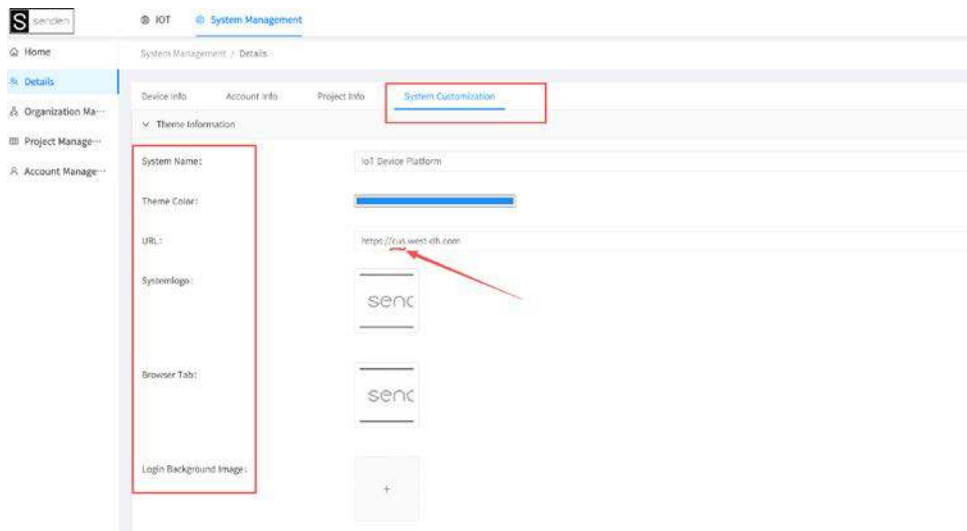 S senden
IOT System Management
Home
System Management / Details
Details
Device Info Account Info Project Info System Customization
Organization Ma···
Theme Information
Project Manage···
System Name:
IoT Device Platform
Account Manage···
Theme Color:
URL:
https://cus.west-dh.com
Systemlogo:
senc
Browser Tab:
senc
Login Background Image:
+